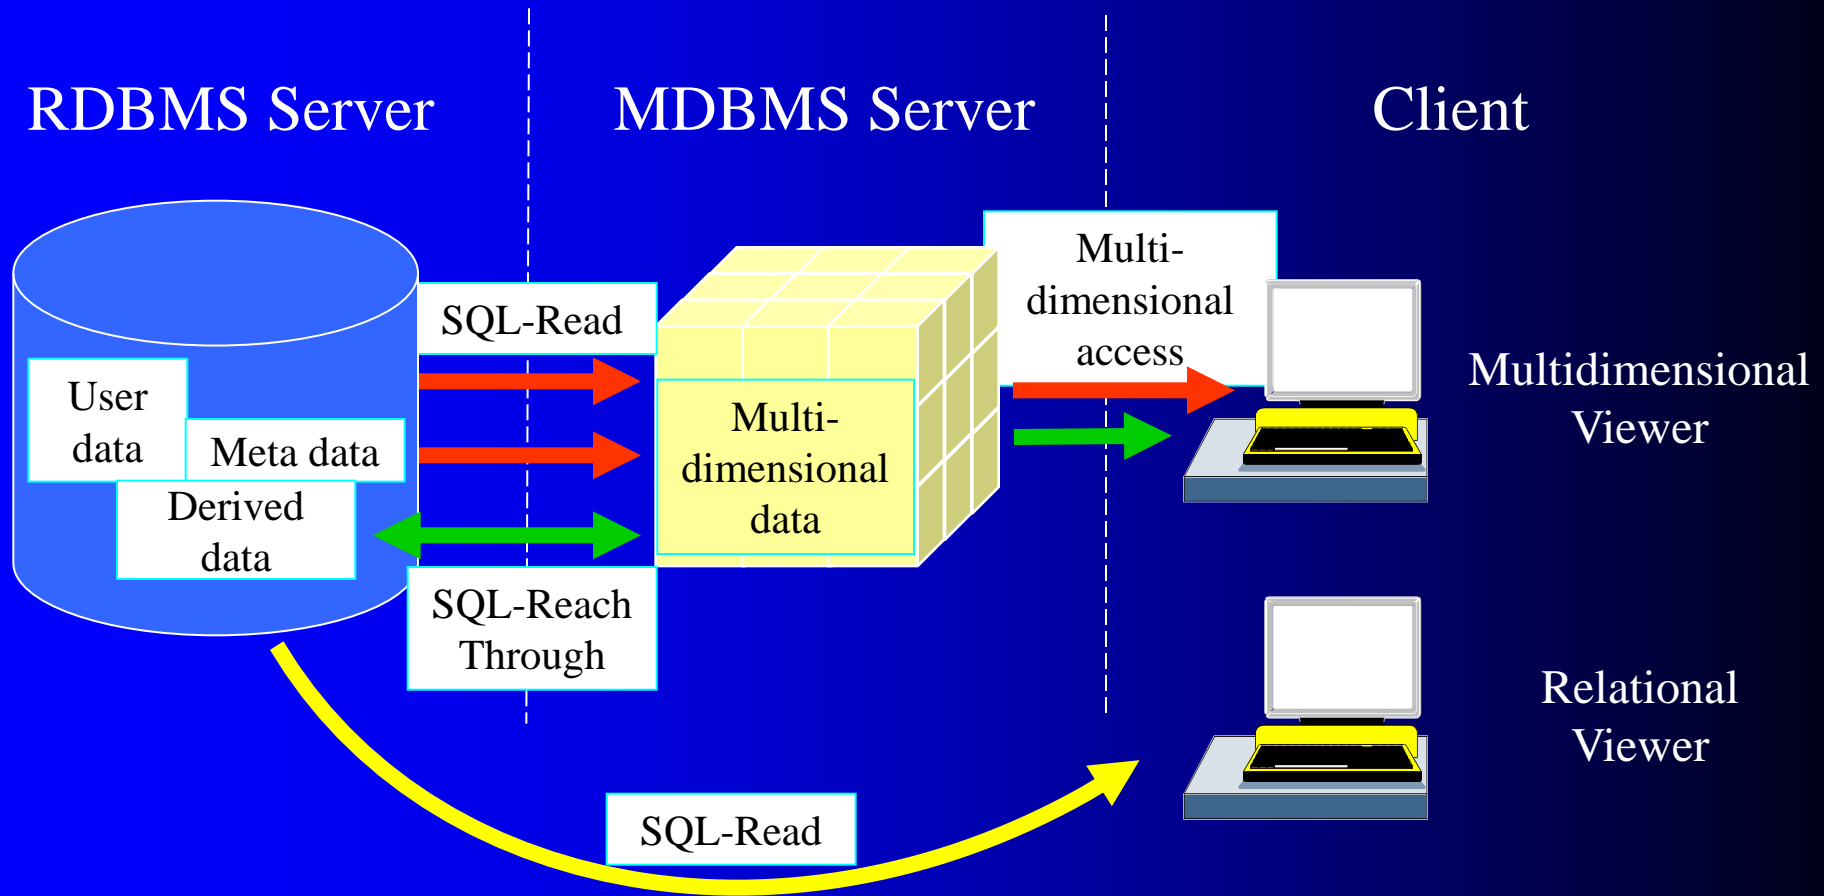 RDBMS Server
MDBMS Server
Client
SQL-Read
Multi-
dimensional
access
User
data
Meta data
Derived
data
Multi-
dimensional
data
Multidimensional
Viewer
SQL-Reach
Through
Relational
Viewer
SQL-Read